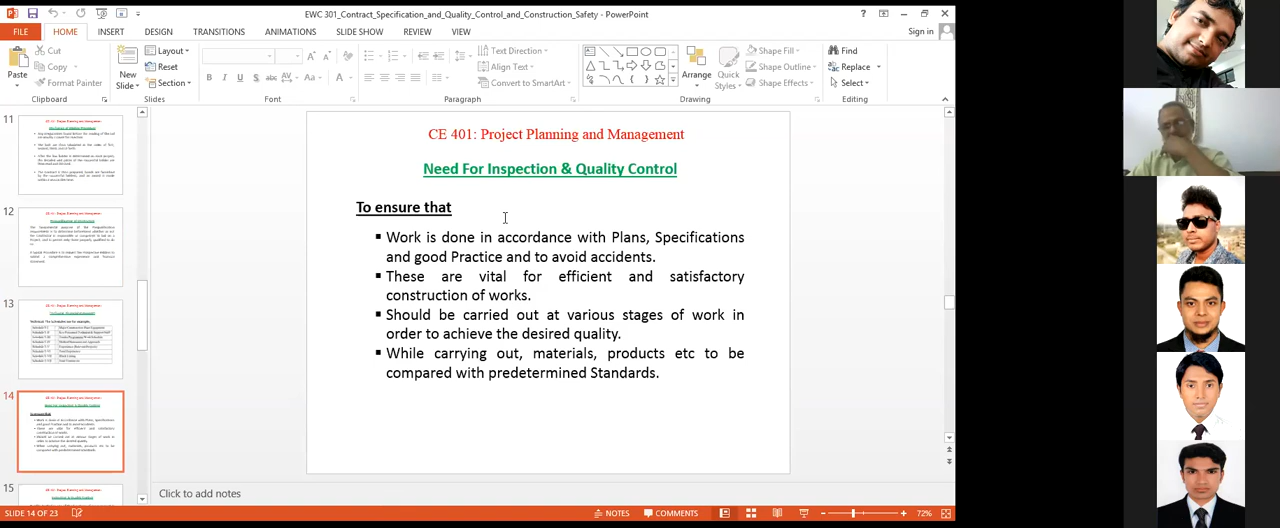 EWC 301_Contract_Specification_and_Quality_Control_and_Construction_Safety - PowerPoint
FILE HOME INSERT DESIGN TRANSITIONS ANIMATIONS SLIDE SHOW REVIEW VIEW Sign in
Paste
Cut
Copy
Format Painter
Clipboard
New
Slide
Layout
Reset
Section
Slides
Font
Text Direction
Align Text
Convert to SmartArt
Paragraph
Arrange
Quick
Styles
Shape Fill
Shape Outline
Shape Effects
Drawing
Find
Replace
Select
Editing
11
12
13
14
15
CE 401: Project Planning and Management
Need For Inspection & Quality Control
To ensure that
▪ Work is done in accordance with Plans, Specifications
and good Practice and to avoid accidents.
▪ These are vital for efficient and satisfactory
construction of works.
▪ Should be carried out at various stages of work in
order to achieve desired quality.
▪ While carrying out, materials, products etc to be
compared with predetermined Standards.
Click to add notes
SLIDE 14 OF 23 NOTES COMMENTS 72%